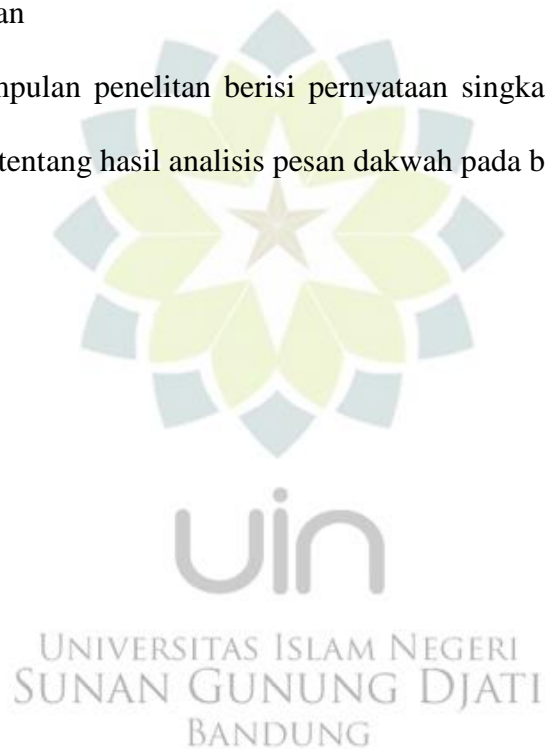 an
npulan penelitan berisi pernyataan singka
tentang hasil analisis pesan dakwah pada b
uin
UNIVERSITAS ISLAM NEGERI
SUNAN GUNUNG DJATI
BANDUNG